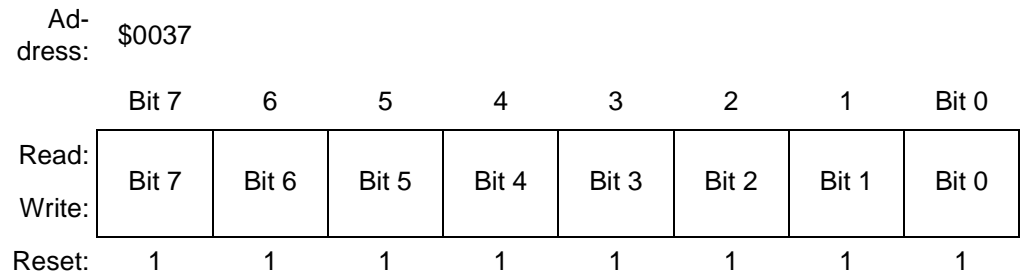 Ad-
dress: $0037
Bit 7 6 5 4 3 2 1 Bit 0
Read:
Bit 7 Bit 6 Bit 5 Bit 4 Bit 3 Bit 2 Bit 1 Bit 0
Write:
Reset: 1 1 1 1 1 1 1 1